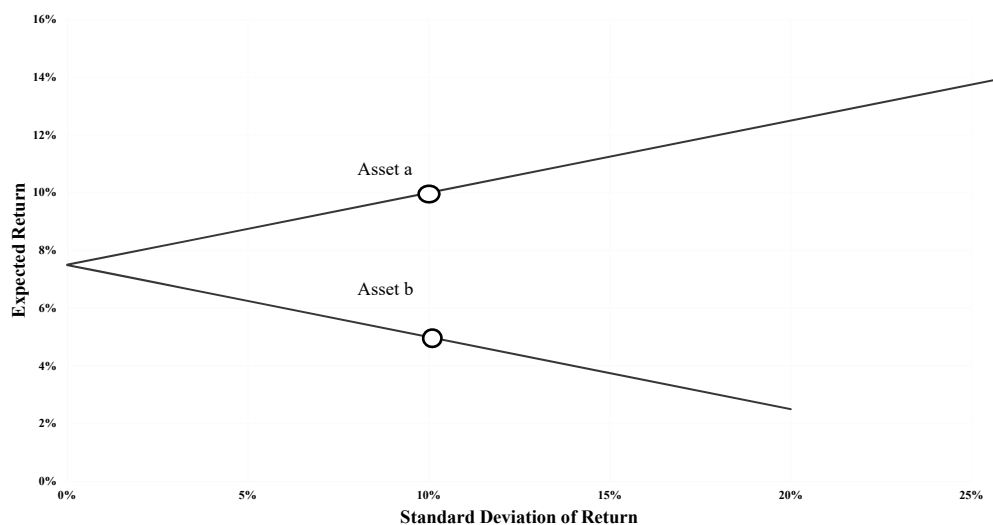 16%
14%
12%
Asset a
10%
Expected Return
8%
Asset b
6%
4%
2%
0%
0% 5% 10% 15% 20% 25%
Standard Deviation of Return